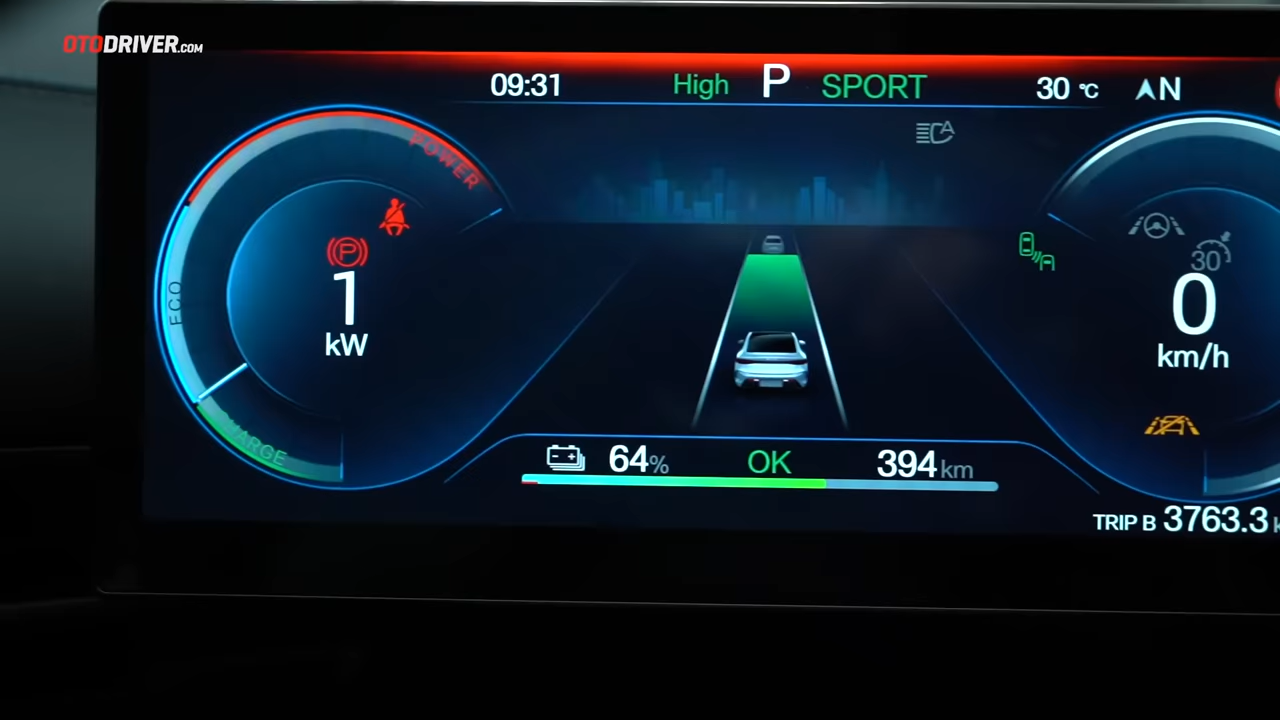 OTODRIVER.COM
09:31 High P SPORT 30 °C N
POWER
A
P
30
1
kW
0
km/h
ECO
CHARGE
64% OK 394 km
TRIP B 3763.3